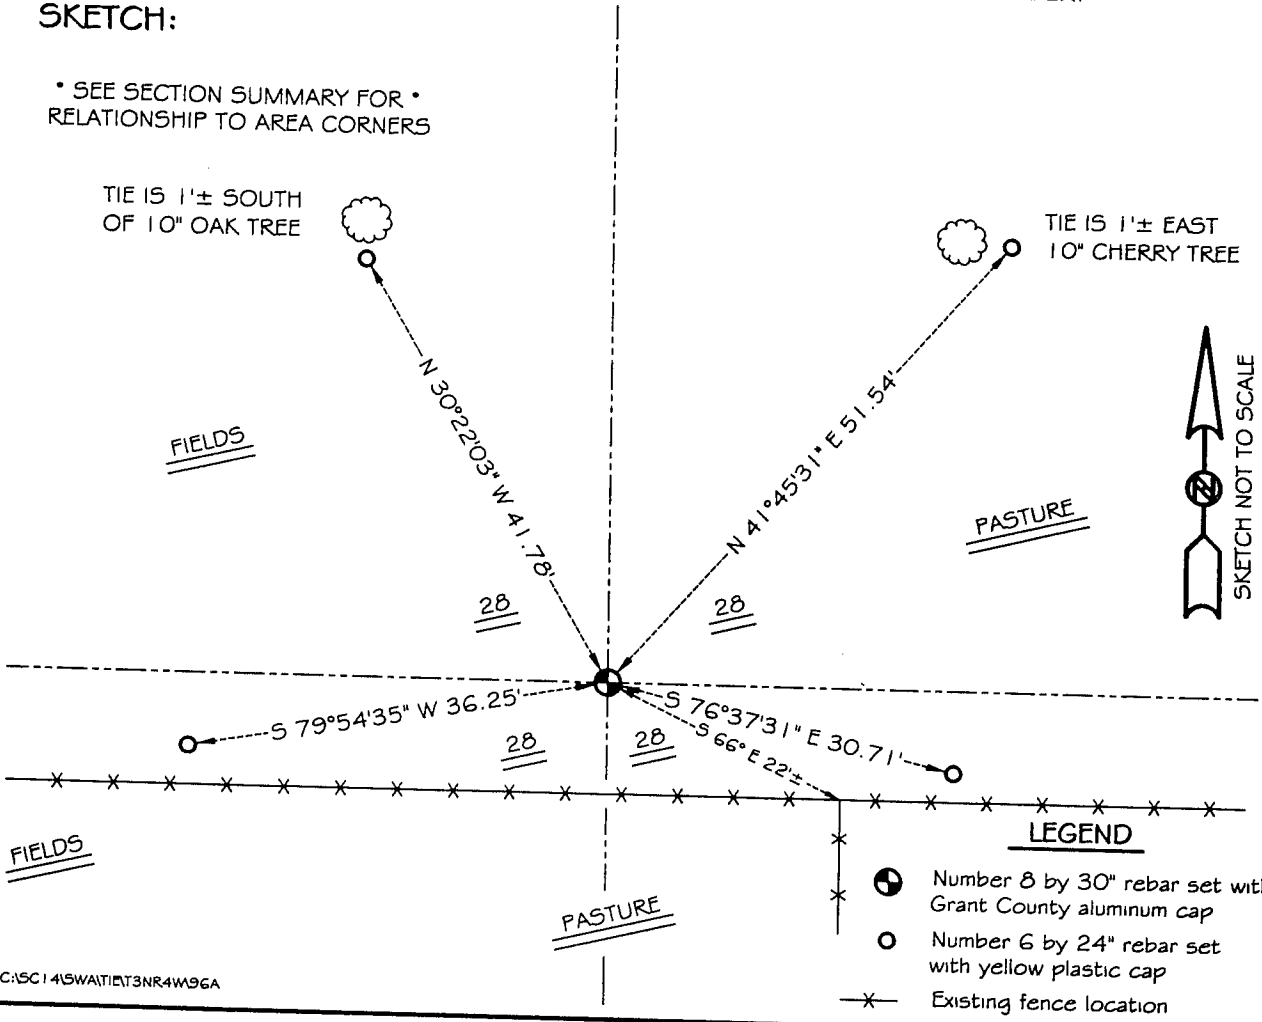 SKETCH:
* SEE SECTION SUMMARY FOR *
RELATIONSHIP TO AREA CORNERS
TIE IS 1'± SOUTH
OF 10" OAK TREE
TIE IS 1'± EAST
10" CHERRY TREE
N 30°22'03" W 41.78'
N 41°45'31" E 51.54'
FIELDS
PASTURE
N
SKETCH NOT TO SCALE
28
28
S 79°54'35" W 36.25'
S 76°37'31" E 30.71'
S 66° E 22'±
28
28
FIELDS
PASTURE
LEGEND
Number 8 by 30" rebar set with
Grant County aluminum cap
Number 6 by 24" rebar set
with yellow plastic cap
Existing fence location
C:\SC14\SWA\TIE\T3NR4W\96A